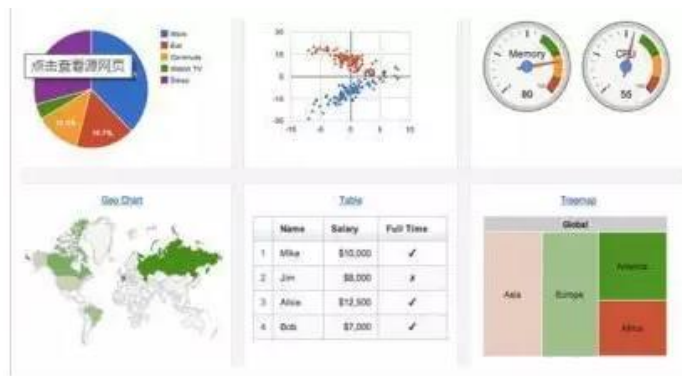 Work
Eat
Commute
Watch TV
Sleep
点击查看源网页
Memory
80
CPU
55
Geo Chart
Table
Treemap
Name Salary Full Time
1 Mike $10,000 ✓
2 Jim $8,000 ✗
3 Alice $12,500 ✓
4 Bob $7,000 ✓
Global
Asia
Europe
America
Africa